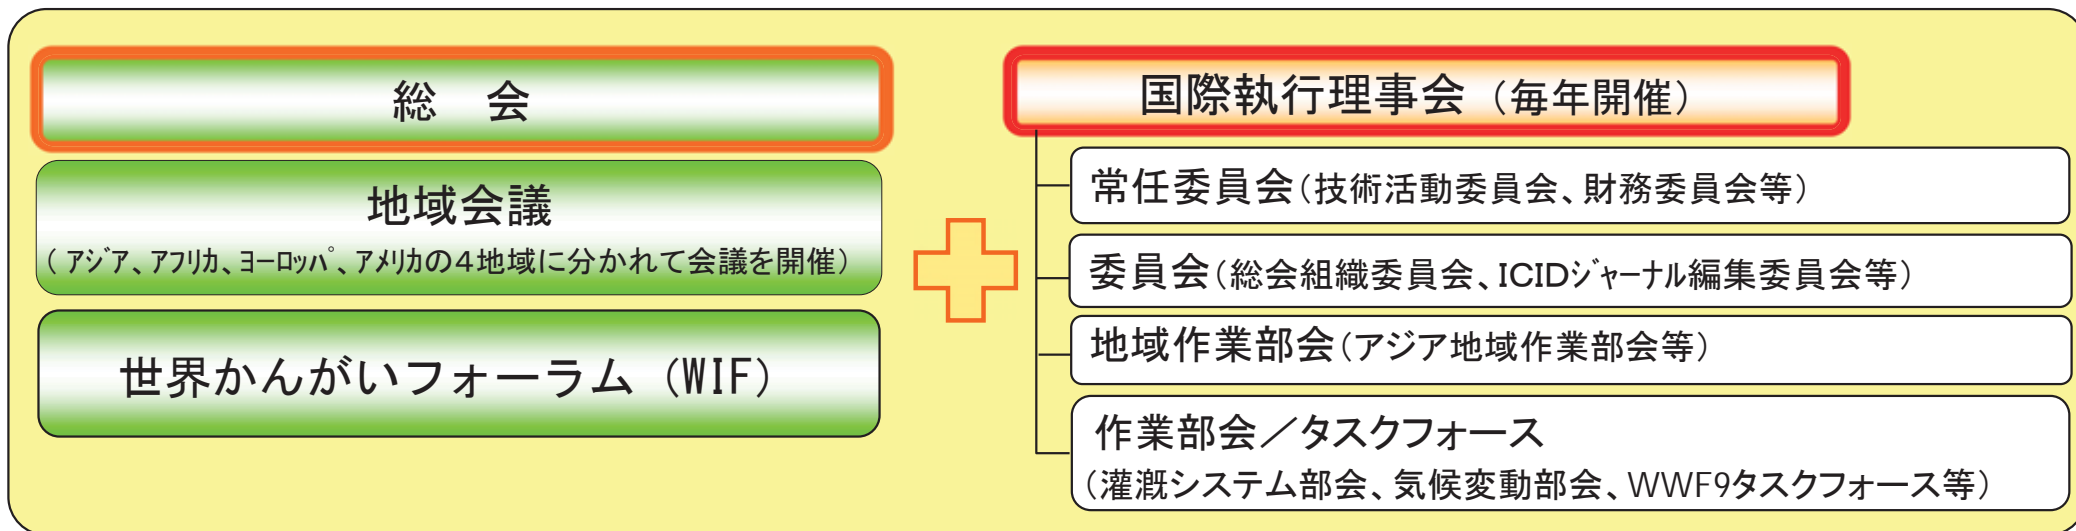 総　会
地域会議
（ｱｼﾞｱ、ｱﾌﾘｶ、ﾖｰﾛｯﾊﾟ、ｱﾒﾘｶの４地域に分かれて会議を開催）
世界かんがいフォーラム（WIF）
国際執行理事会（毎年開催）
常任委員会（技術活動委員会、財務委員会等）
委員会（総会組織委員会、ICIDｼﾞｬｰﾅﾙ編集委員会等）
地域作業部会（アジア地域作業部会等）
作業部会／タスクフォース
（灌漑システム部会、気候変動部会、WWF9タスクフォース等）